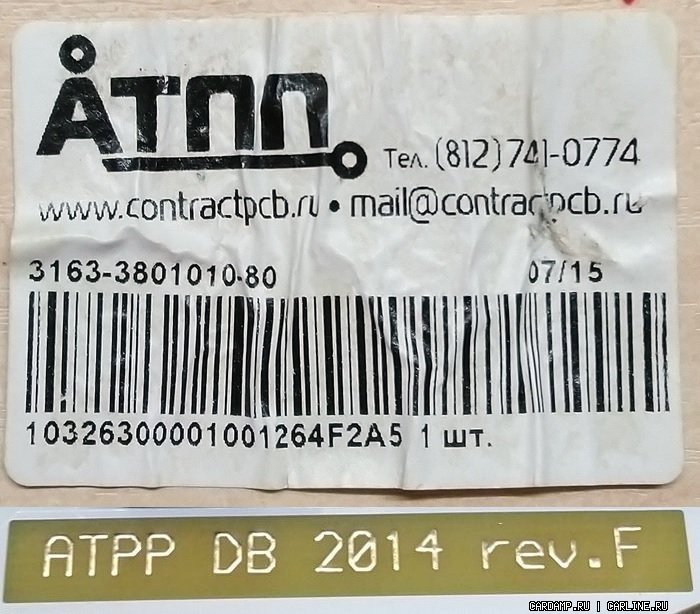 АТПП
Тел. (812)741-0774
www.contractpcb.ru • mail@contractpcb.ru
3163-3801010-80 07/15
10326300001001264F2A5 1 шт.
ATPP DB 2014 rev.F
CARDAMP.RU | CARLINE.RU